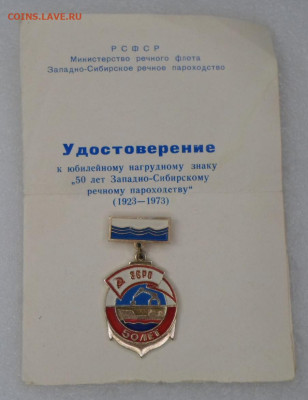 COINS.LAVE.RU
РСФСР
Министерство речного флота
Западно-Сибирское речное пароходство
Удостоверение
к юбилейному нагрудному знаку
„50 лет Западно-Сибирскому
речному пароходству“
(1923—1973)
ЗСРП
50 ЛЕТ